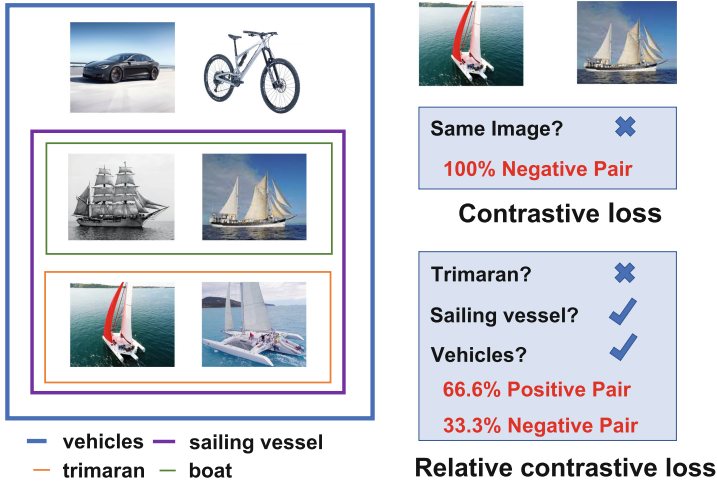 Same Image?
100% Negative Pair
Contrastive loss
Trimaran?
Sailing vessel?
Vehicles?
66.6% Positive Pair
33.3% Negative Pair
Relative contrastive loss
vehicles
sailing vessel
trimaran
boat